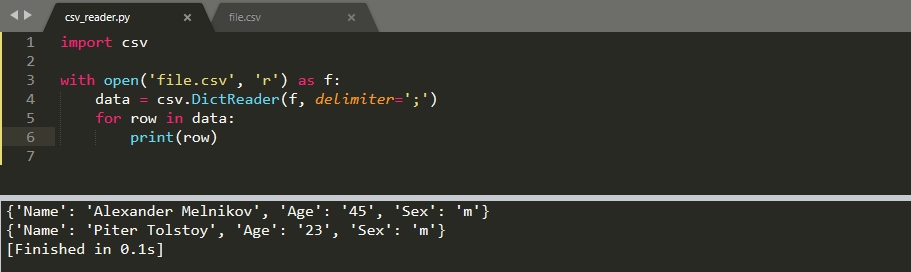 csv_reader.py × file.csv ×
1 import csv
2
3 with open('file.csv', 'r') as f:
4     data = csv.DictReader(f, delimiter=';')
5     for row in data:
6         print(row)
7
{'Name': 'Alexander Melnikov', 'Age': '45', 'Sex': 'm'}
{'Name': 'Piter Tolstoy', 'Age': '23', 'Sex': 'm'}
[Finished in 0.1s]